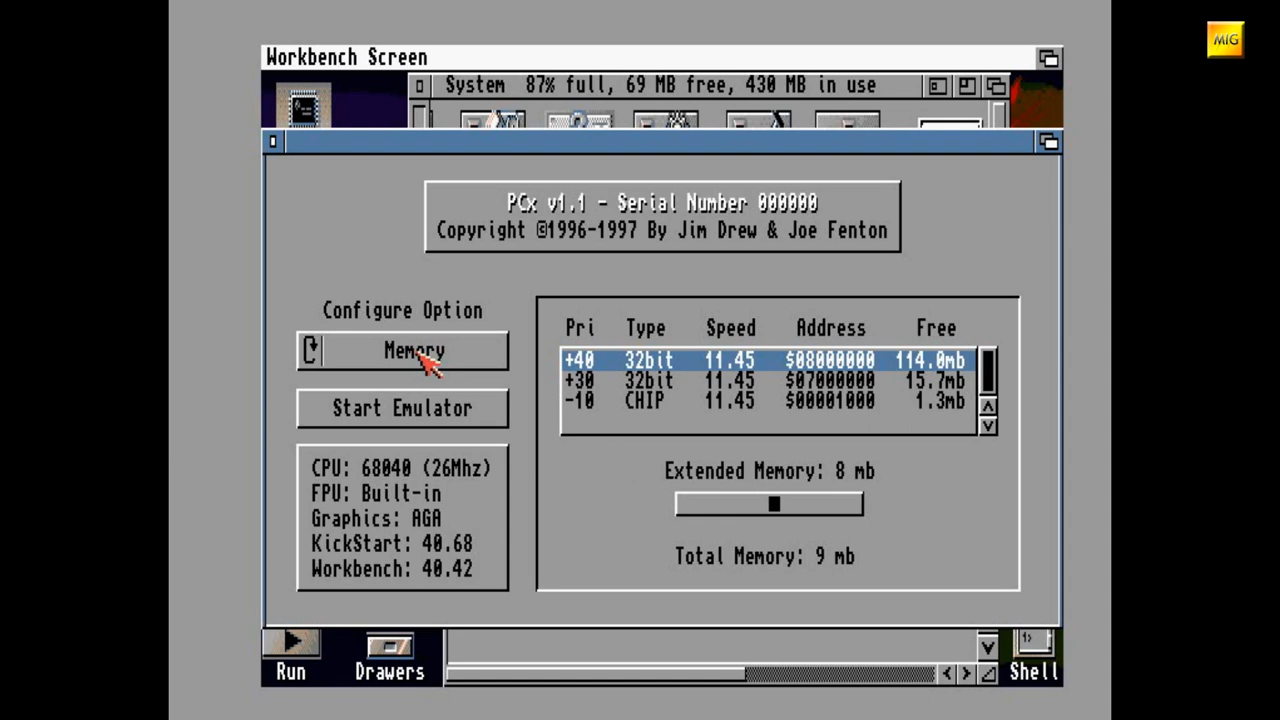 MIG
Workbench Screen
System 87% full, 69 MB free, 430 MB in use
PCx v1.1 - Serial Number 000000
Copyright ©1996-1997 By Jim Drew & Joe Fenton
Configure Option
Memory
Start Emulator
CPU: 68040 (26Mhz)
FPU: Built-in
Graphics: AGA
KickStart: 40.68
Workbench: 40.42
Pri Type Speed Address Free
+40 32bit 11.45 $08000000 114.0mb
+30 32bit 11.45 $07000000 15.7mb
-10 CHIP 11.45 $00001000 1.3mb
Extended Memory: 8 mb
Total Memory: 9 mb
Run Drawers Shell